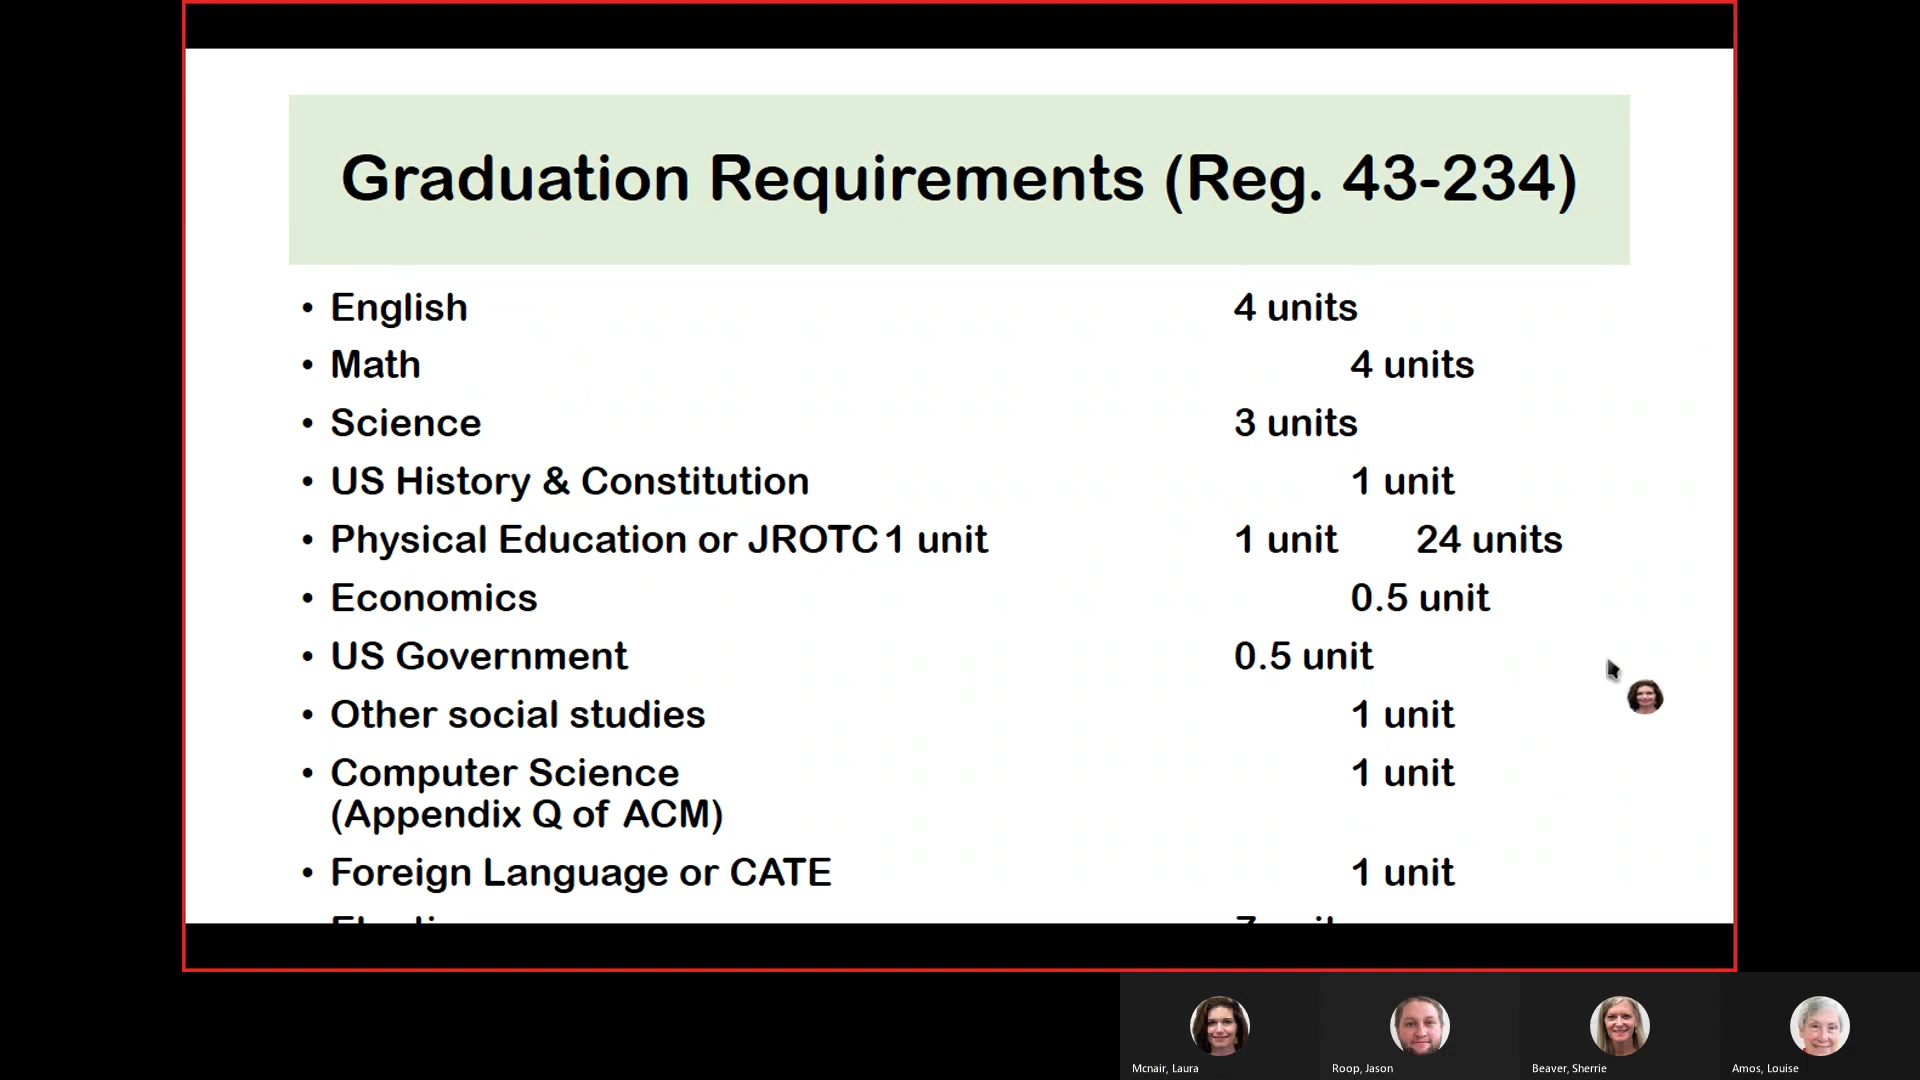 Graduation Requirements (Reg. 43-234)
• English 4 units
• Math 4 units
• Science 3 units
• US History & Constitution 1 unit
• Physical Education or JROTC 1 unit 1 unit 24 units
• Economics 0.5 unit
• US Government 0.5 unit
• Other social studies 1 unit
• Computer Science 1 unit
(Appendix Q of ACM)
• Foreign Language or CATE 1 unit
Mcnair, Laura
Roop, Jason
Beaver, Sherrie
Amos, Louise